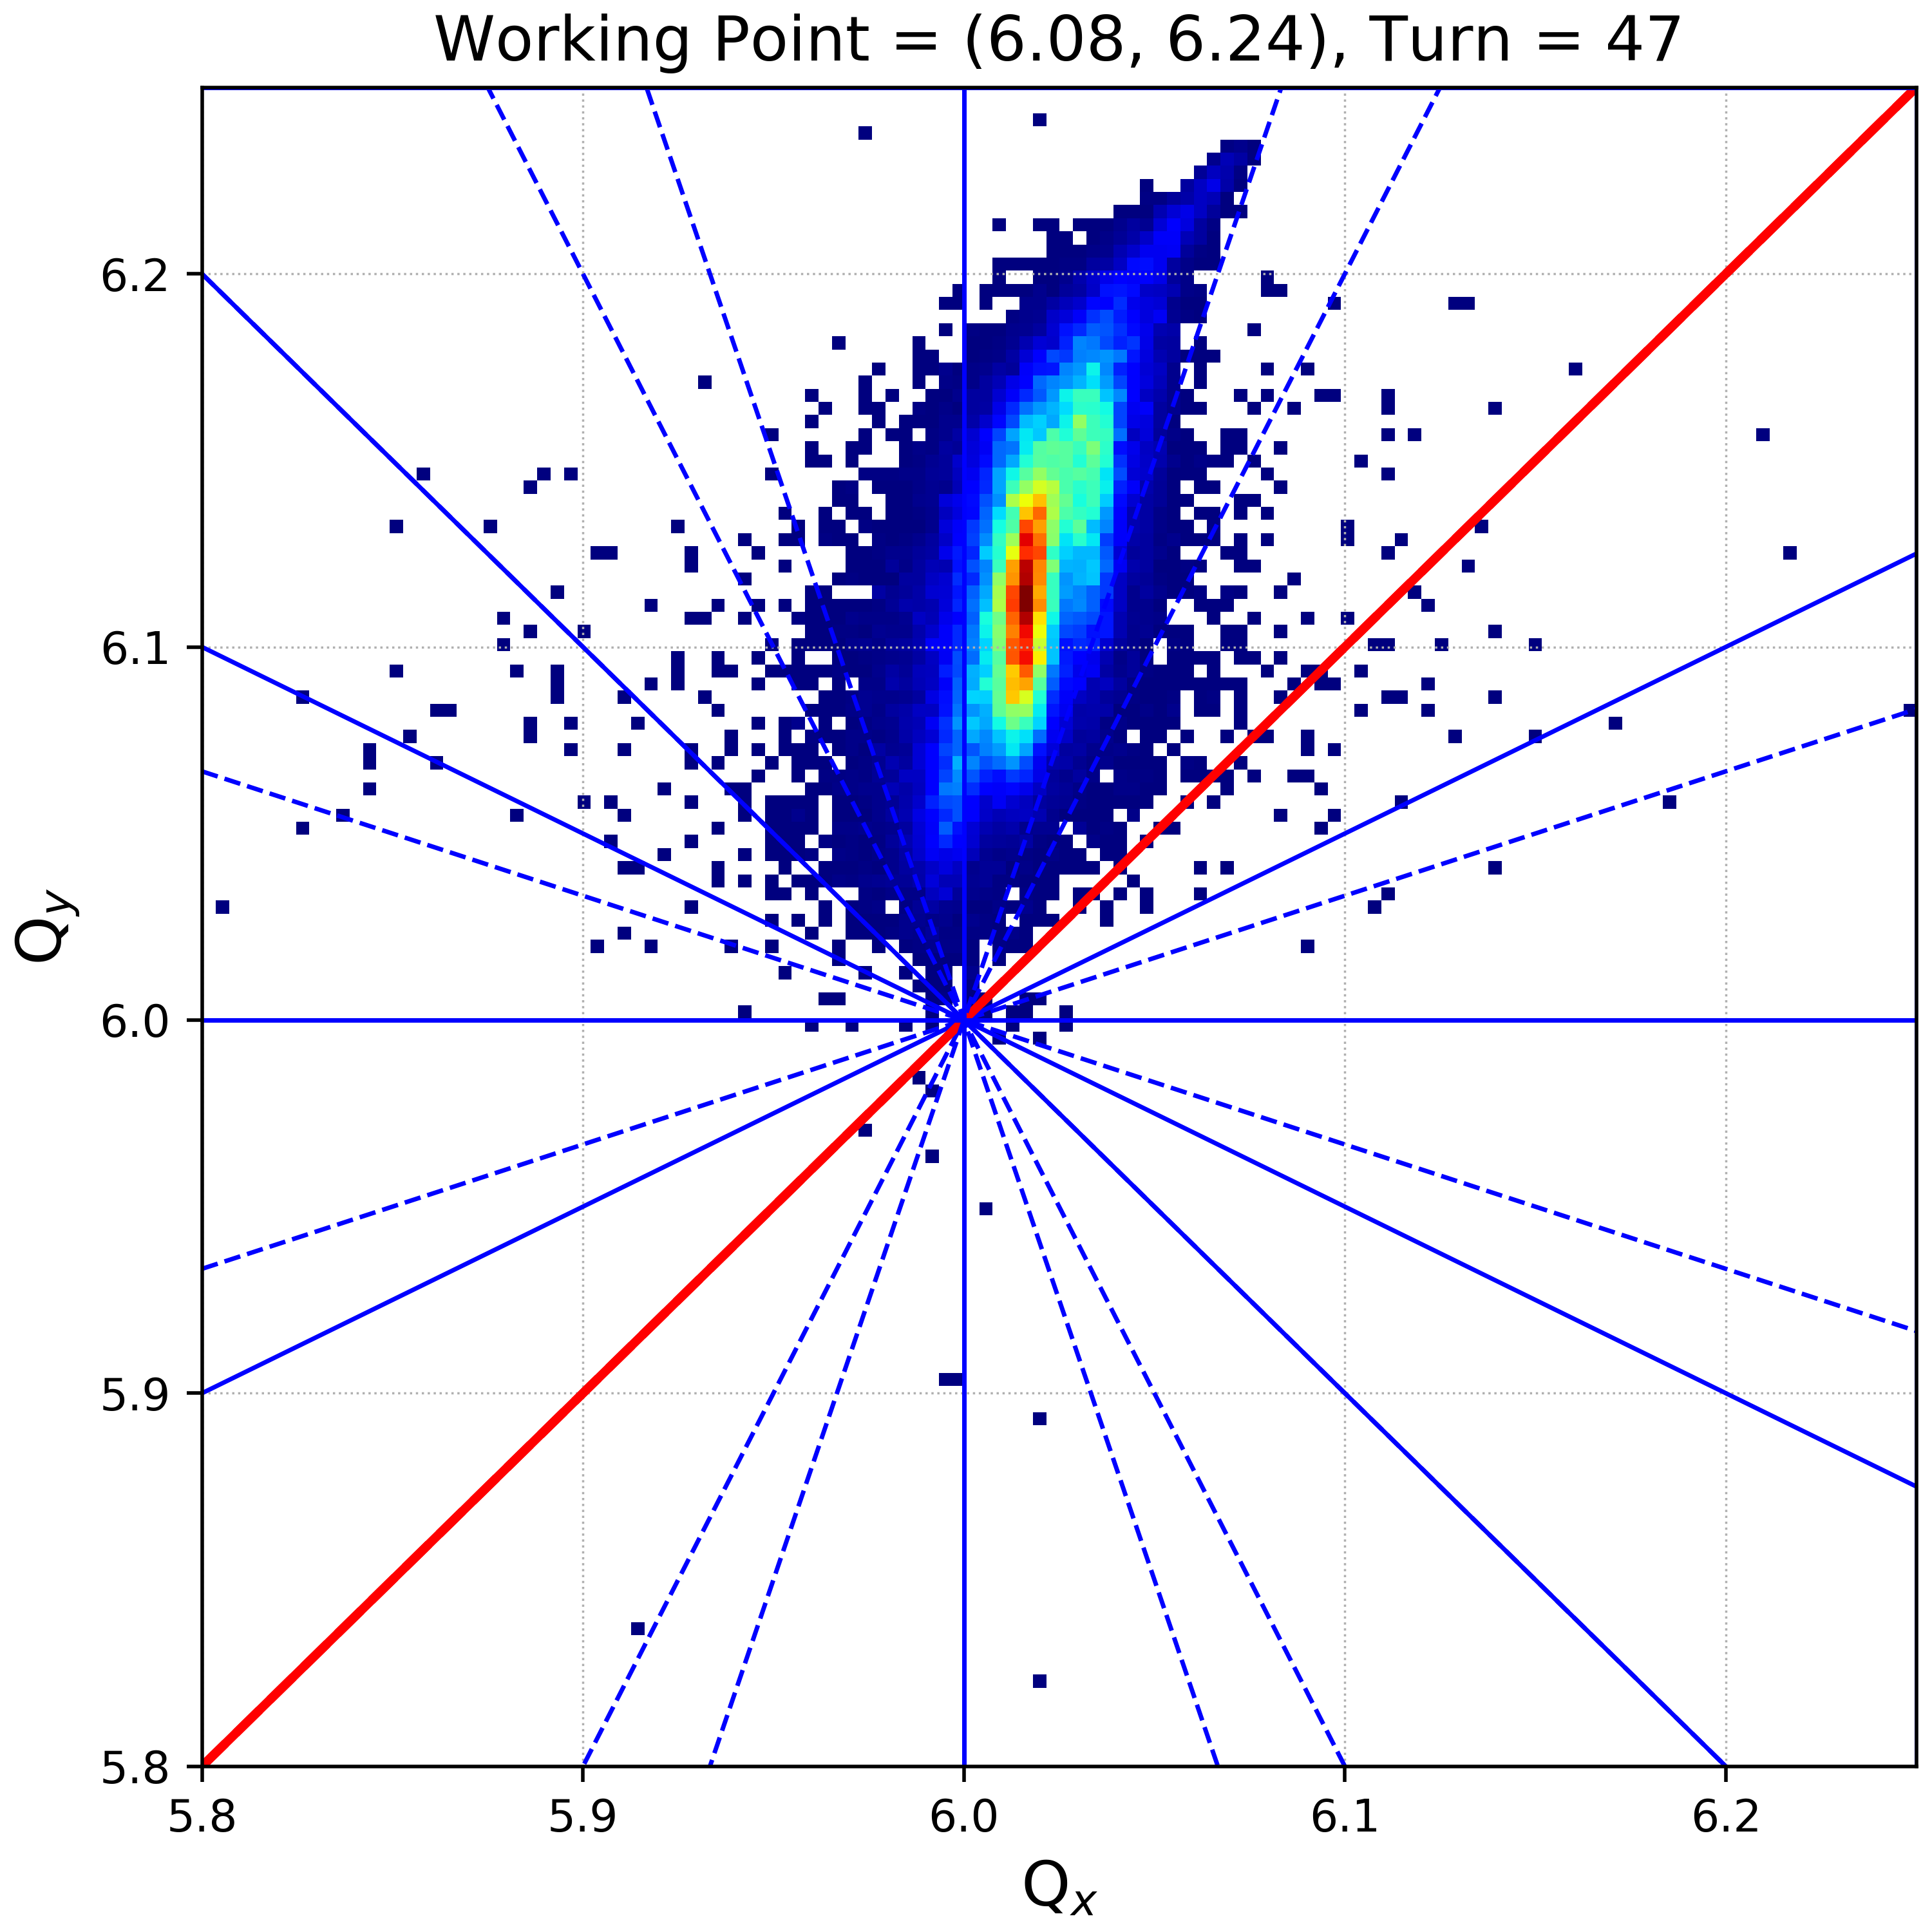 Working Point = (6.08, 6.24), Turn = 47
6.2
6.1
6.0
5.9
5.8
Qy
5.8 5.9 6.0 6.1 6.2
Qx